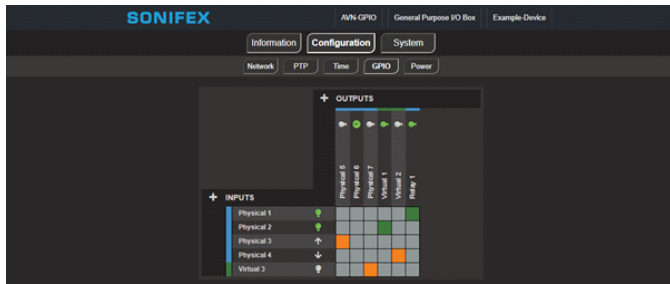 SONIFEX AVN-GPIO General Purpose I/O Box Example-Device
Information Configuration System
Network PTP Time GPIO Power
+ OUTPUTS
Physical 5 Physical 6 Physical 7 Virtual 1 Virtual 2 Relay 1
+ INPUTS
Physical 1
Physical 2
Physical 3
Physical 4
Virtual 3